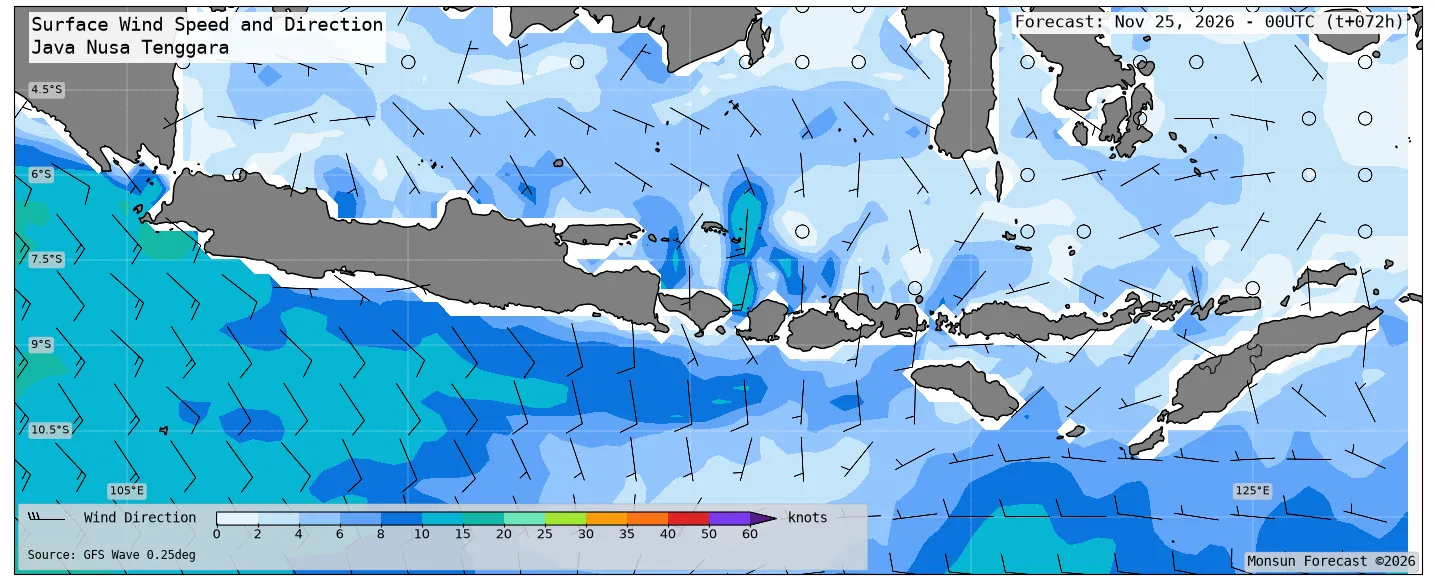 Surface Wind Speed and Direction
Java Nusa Tenggara
Forecast: Nov 25, 2026 - 00UTC (t+072h)
4.5°S
6°S
7.5°S
9°S
10.5°S
105°E
125°E
Wind Direction
0 2 4 6 8 10 15 20 25 30 35 40 50 60
knots
Source: GFS Wave 0.25deg
Monsun Forecast ©2026